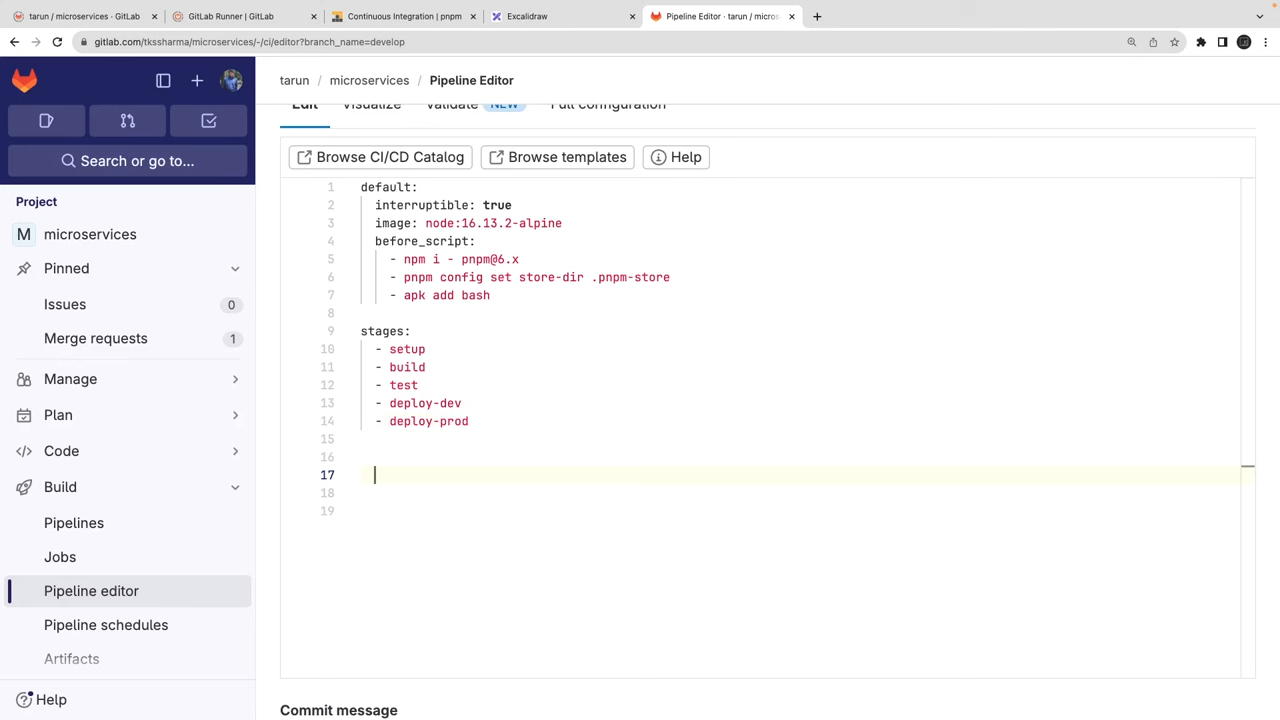 tarun / microservices · GitLab
GitLab Runner | GitLab
Continuous Integration | pnpm
Excalidraw
Pipeline Editor · tarun / micros
gitlab.com/tkssharma/microservices/-/ci/editor?branch_name=develop
Search or go to...
Project
M microservices
Pinned
Issues 0
Merge requests 1
Manage
Plan
Code
Build
Pipelines
Jobs
Pipeline editor
Pipeline schedules
Artifacts
Help
tarun / microservices / Pipeline Editor
Edit Visualize Validate NEW Full configuration
Browse CI/CD Catalog Browse templates Help
1 default:
2 interruptible: true
3 image: node:16.13.2-alpine
4 before_script:
5 - npm i - pnpm@6.x
6 - pnpm config set store-dir .pnpm-store
7 - apk add bash
8
9 stages:
10 - setup
11 - build
12 - test
13 - deploy-dev
14 - deploy-prod
15
16
17
18
19
Commit message